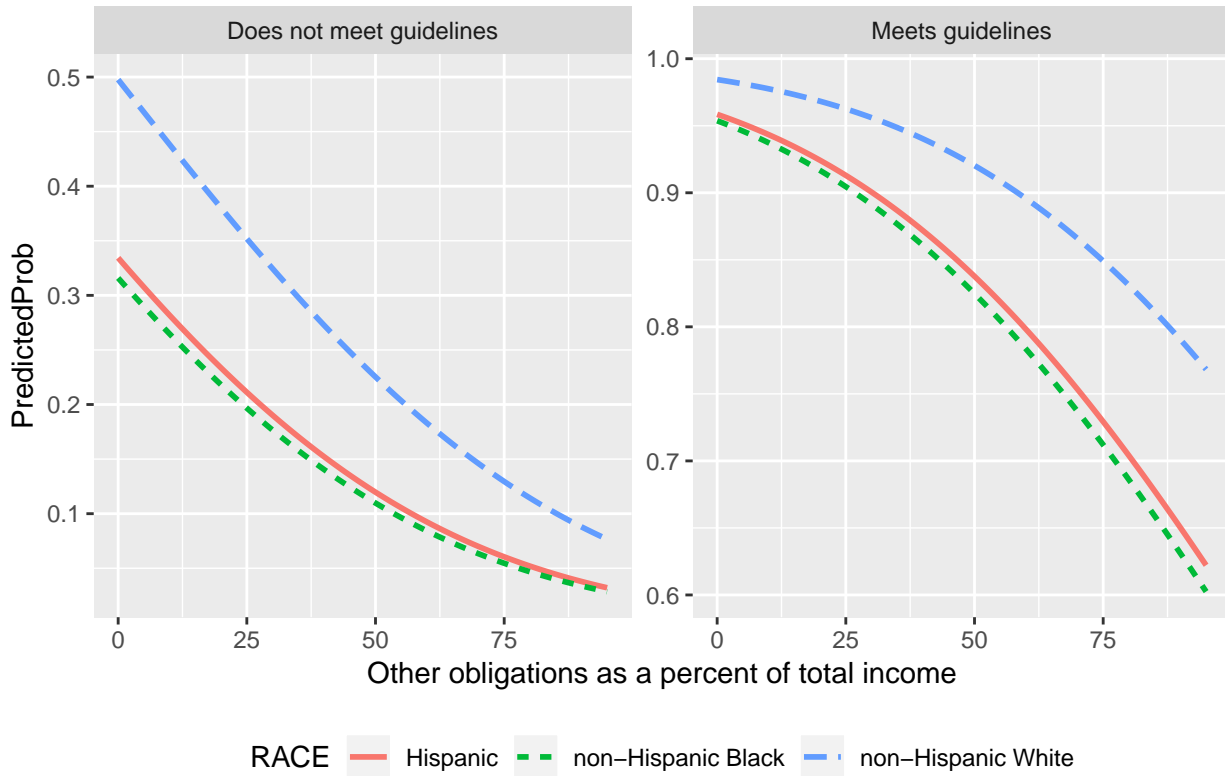 Does not meet guidelines
Meets guidelines
PredictedProb
0.5
0.4
0.3
0.2
0.1
1.0
0.9
0.8
0.7
0.6
0 25 50 75
0 25 50 75
Other obligations as a percent of total income
RACE Hispanic non−Hispanic Black non−Hispanic White